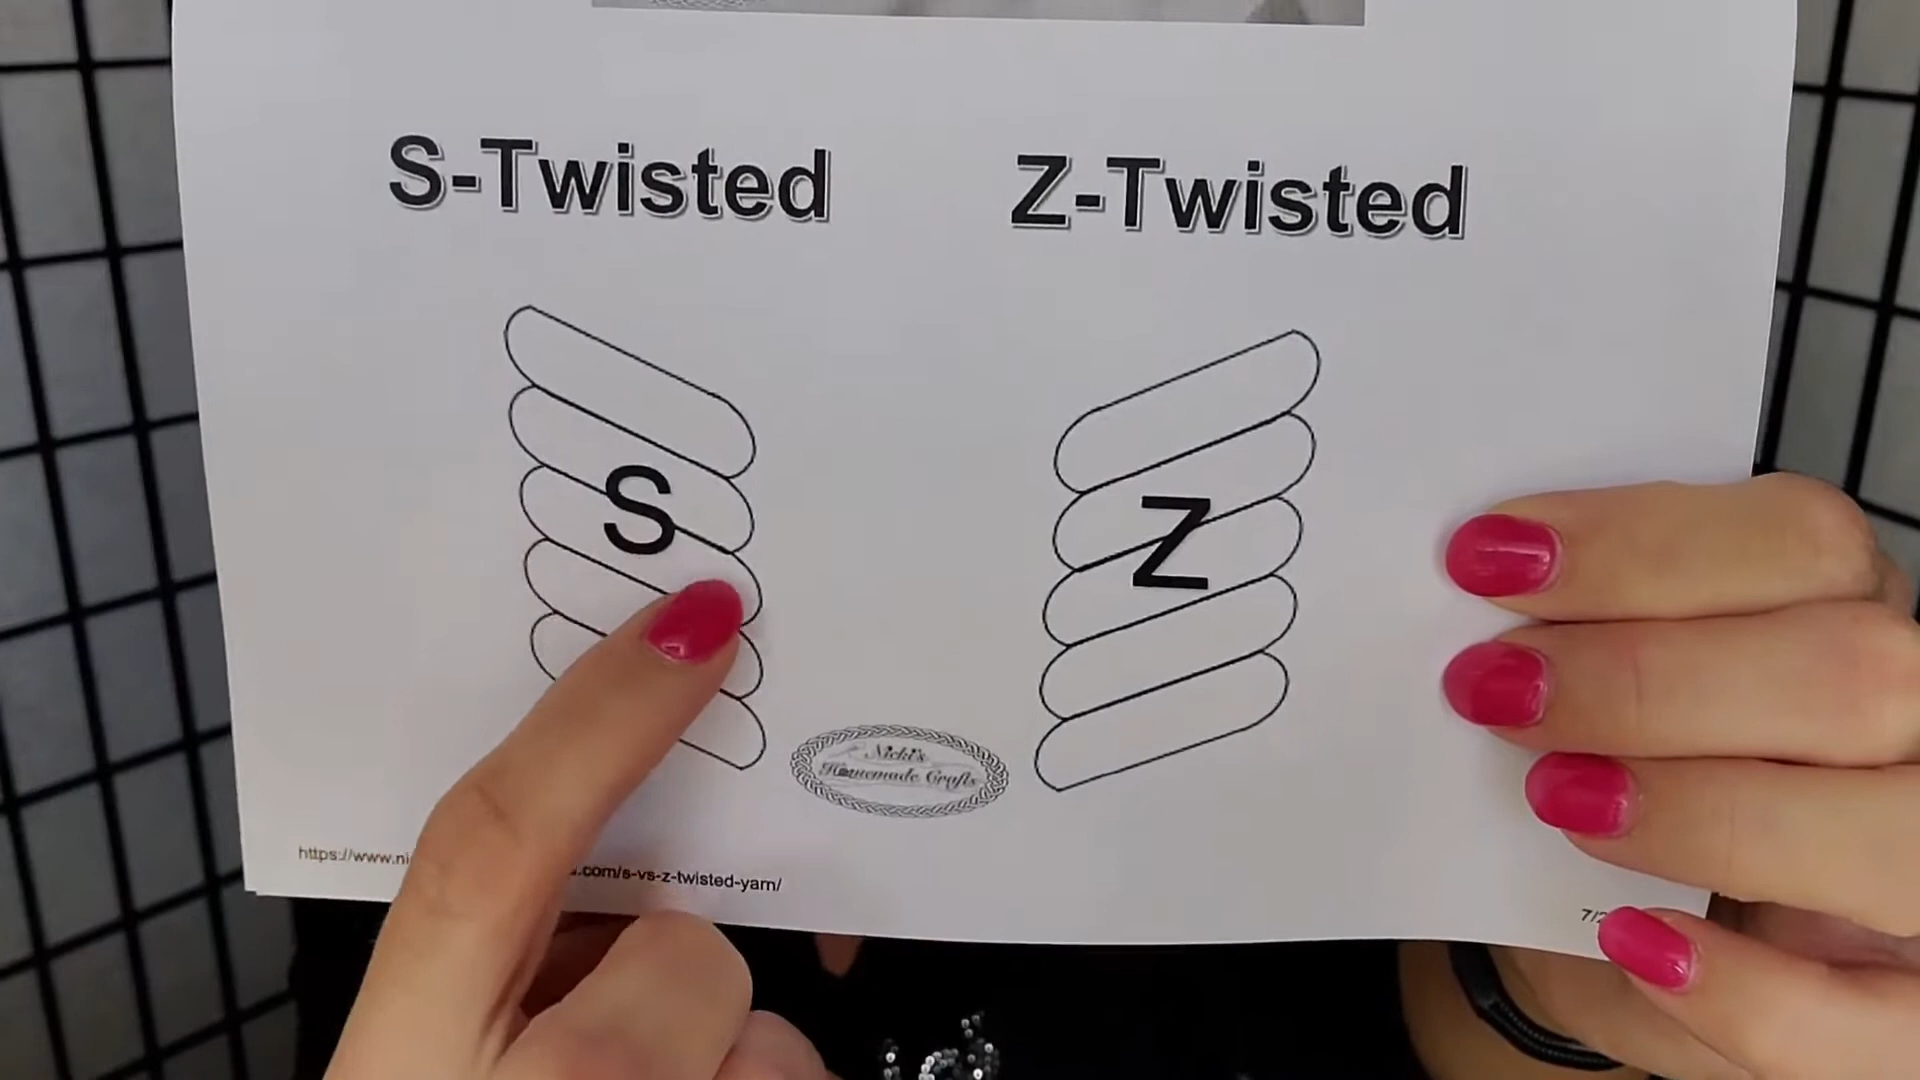 S-Twisted Z-Twisted
S
Z
Nicki's
Homemade Crafts
https://www.ni .com/s-vs-z-twisted-yarn/